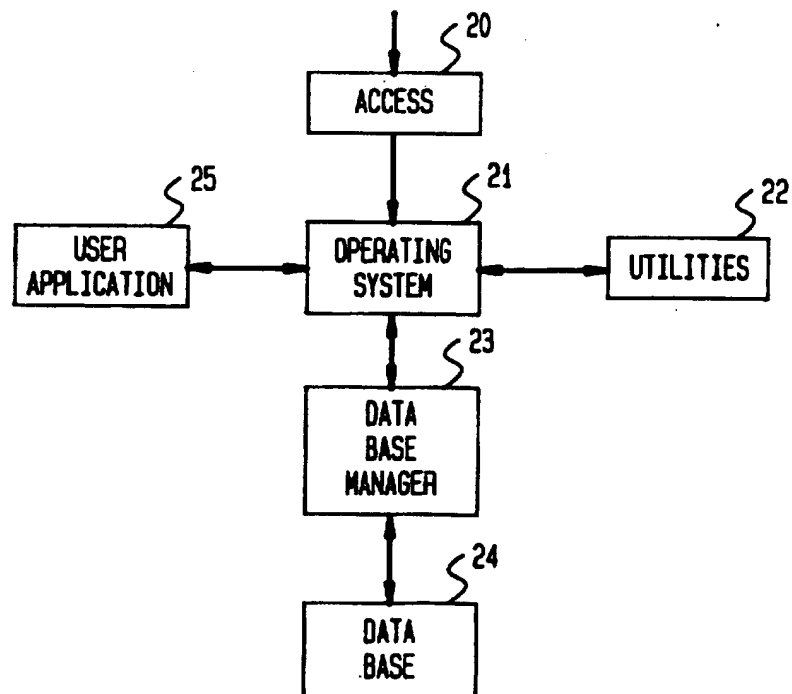 20
ACCESS
25
21
22
USER
APPLICATION
OPERATING
SYSTEM
UTILITIES
23
DATA
BASE
MANAGER
24
DATA
BASE